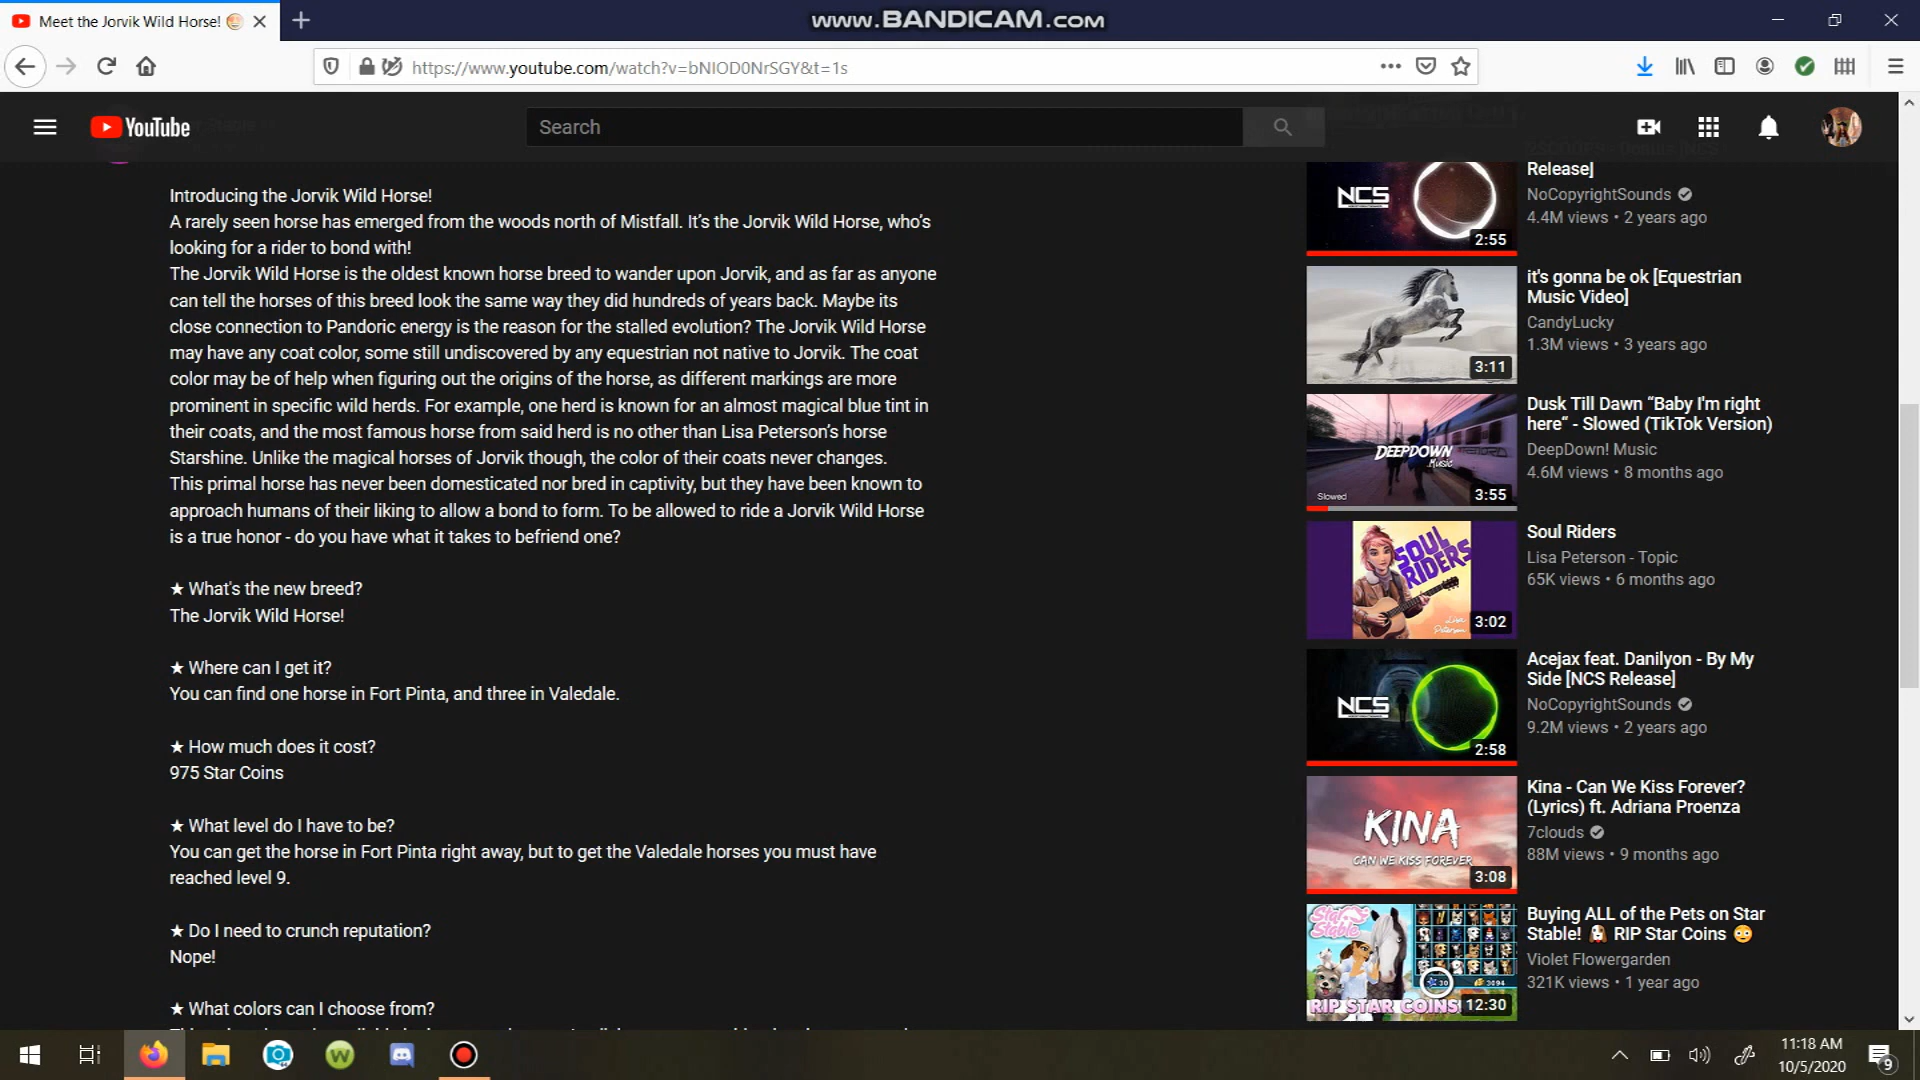 Meet the Jorvik Wild Horse!
www.BANDICAM.com
https://www.youtube.com/watch?v=bNlOD0NrSGY&t=1s
YouTube
Search
Introducing the Jorvik Wild Horse!
A rarely seen horse has emerged from the woods north of Mistfall. It's the Jorvik Wild Horse, who's
looking for a rider to bond with!
The Jorvik Wild Horse is the oldest known horse breed to wander upon Jorvik, and as far as anyone
can tell the horses of this breed look the same way they did hundreds of years back. Maybe its
close connection to Pandoric energy is the reason for the stalled evolution? The Jorvik Wild Horse
may have any coat color, some still undiscovered by any equestrian not native to Jorvik. The coat
color may be of help when figuring out the origins of the horse, as different markings are more
prominent in specific wild herds. For example, one herd is known for an almost magical blue tint in
their coats, and the most famous horse from said herd is no other than Lisa Peterson's horse
Starshine. Unlike the magical horses of Jorvik though, the color of their coats never changes.
This primal horse has never been domesticated nor bred in captivity, but they have been known to
approach humans of their liking to allow a bond to form. To be allowed to ride a Jorvik Wild Horse
is a true honor - do you have what it takes to befriend one?
★ What's the new breed?
The Jorvik Wild Horse!
★ Where can I get it?
You can find one horse in Fort Pinta, and three in Valedale.
★ How much does it cost?
975 Star Coins
★ What level do I have to be?
You can get the horse in Fort Pinta right away, but to get the Valedale horses you must have
reached level 9.
★ Do I need to crunch reputation?
Nope!
★ What colors can I choose from?
NCS
2:55
Release]
NoCopyrightSounds
4.4M views • 2 years ago
3:11
it's gonna be ok [Equestrian
Music Video]
CandyLucky
1.3M views • 3 years ago
DEEPDOWN
Music
Slowed
3:55
Dusk Till Dawn “Baby I'm right
here“ - Slowed (TikTok Version)
DeepDown! Music
4.6M views • 8 months ago
SOUL
RIDERS
Lisa
Peterson
3:02
Soul Riders
Lisa Peterson - Topic
65K views • 6 months ago
NCS
2:58
Acejax feat. Danilyon - By My
Side [NCS Release]
NoCopyrightSounds
9.2M views • 2 years ago
KINA
CAN WE KISS FOREVER
3:08
Kina - Can We Kiss Forever?
(Lyrics) ft. Adriana Proenza
7clouds
88M views • 9 months ago
Star
Stable
30
3094
RIP STAR COINS
12:30
Buying ALL of the Pets on Star
Stable! RIP Star Coins
Violet Flowergarden
321K views • 1 year ago
11:18 AM
10/5/2020
9